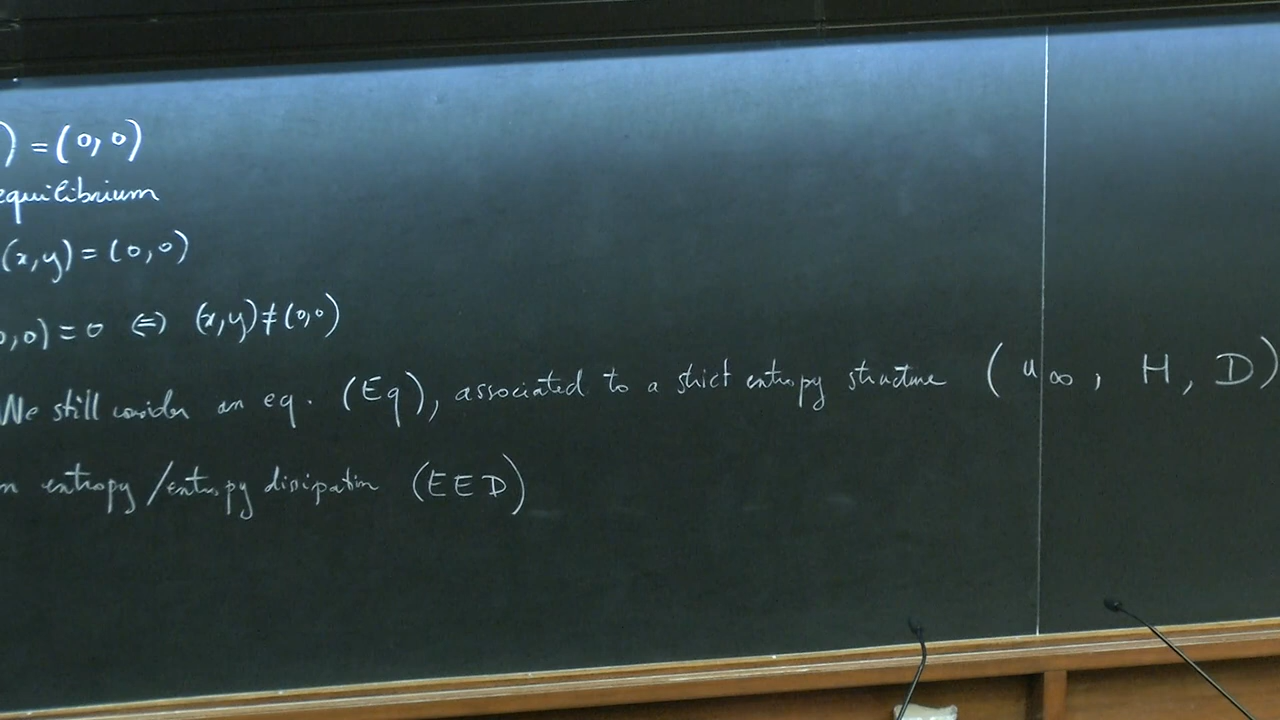 ) = (0,0)
equilibrium
(x,y) = (0,0)
0,0) = 0 ⇔ (x,y) ≠ (0,0)
We still consider an eq. (Eq), associated to a strict entropy structure (u∞, H, D)
n entropy/entropy dissipation (EED)